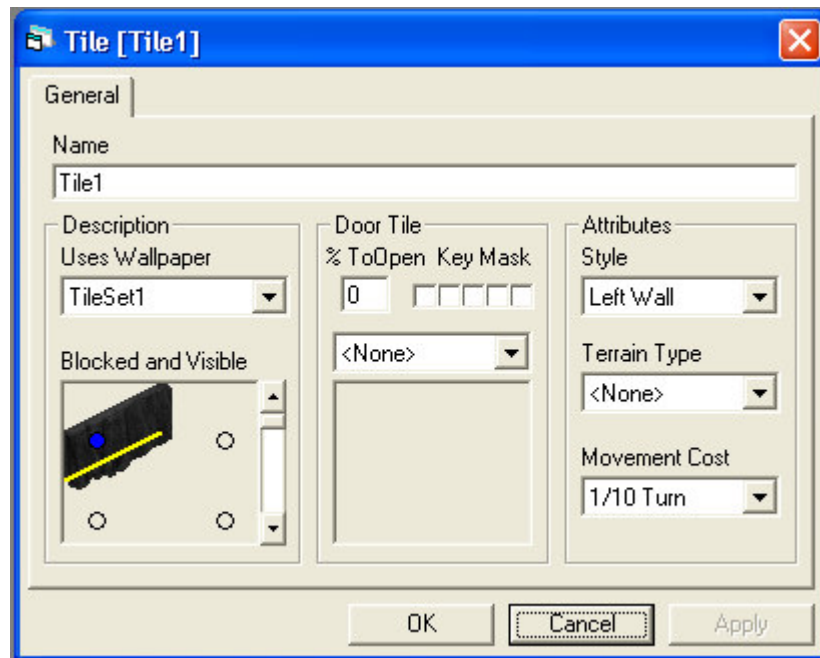 Tile [Tile1]
General
Name
Tile1
Description
Uses Wallpaper
TileSet1
Blocked and Visible
Door Tile
% ToOpen Key Mask
0
<None>
Attributes
Style
Left Wall
Terrain Type
<None>
Movement Cost
1/10 Turn
OK
Cancel
Apply